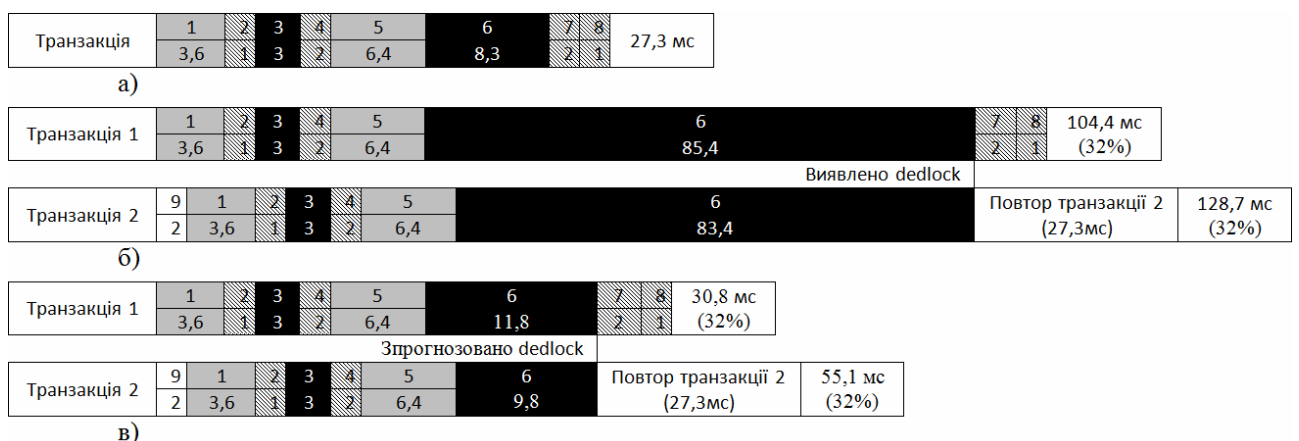 Транзакція 1 2 3 4 5 6 7 8 27,3 мс
3,6 1 3 2 6,4 8,3 2 1
а)
Транзакція 1 1 2 3 4 5 6 7 8 104,4 мс
3,6 1 3 2 6,4 85,4 2 1 (32%)
Виявлено dedlock
Транзакція 2 9 1 2 3 4 5 6 Повтор транзакції 2 128,7 мс
2 3,6 1 3 2 6,4 83,4 (27,3мс) (32%)
б)
Транзакція 1 1 2 3 4 5 6 7 8 30,8 мс
3,6 1 3 2 6,4 11,8 2 1 (32%)
Зпрогнозовано dedlock
Транзакція 2 9 1 2 3 4 5 6 Повтор транзакції 2 55,1 мс
2 3,6 1 3 2 6,4 9,8 (27,3мс) (32%)
в)